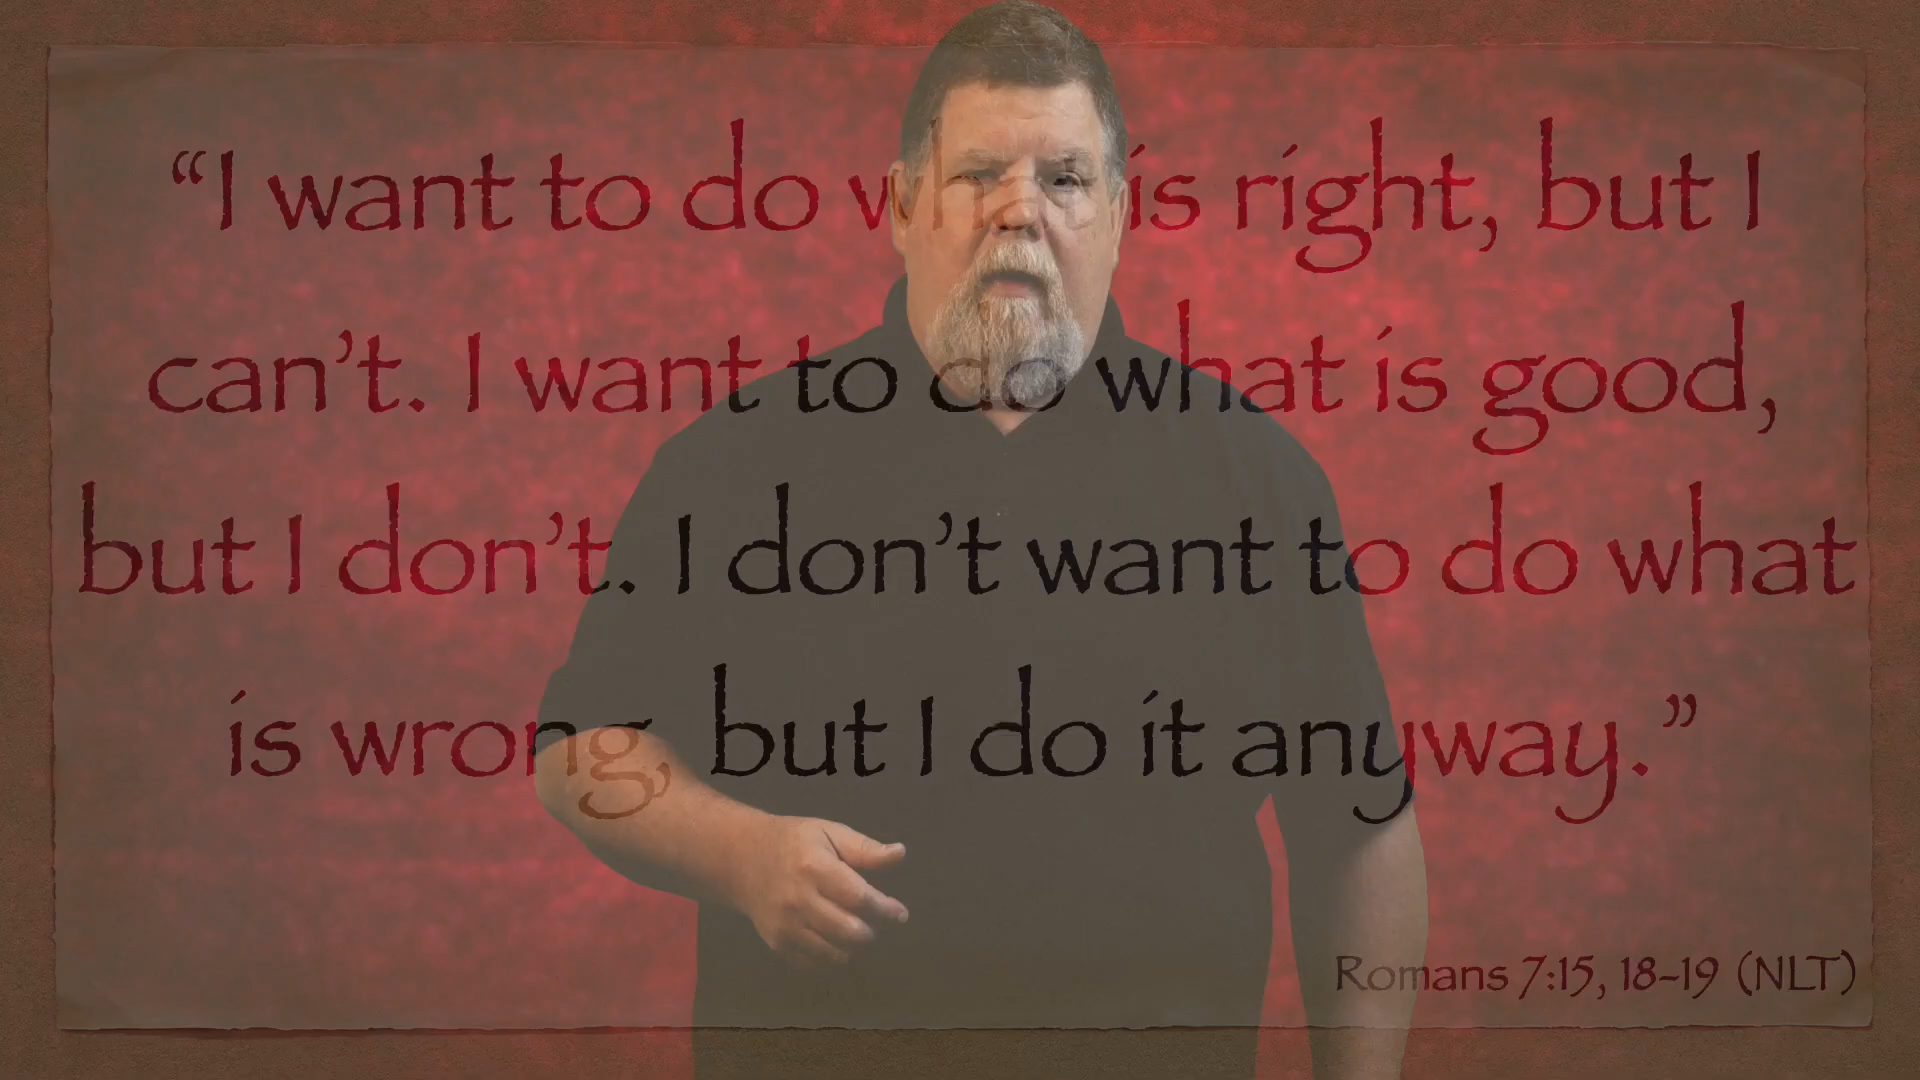 “I want to do what is right, but I
can’t. I want to do what is good,
but I don’t. I don’t want to do what
is wrong, but I do it anyway.”
Romans 7:15, 18-19 (NLT)